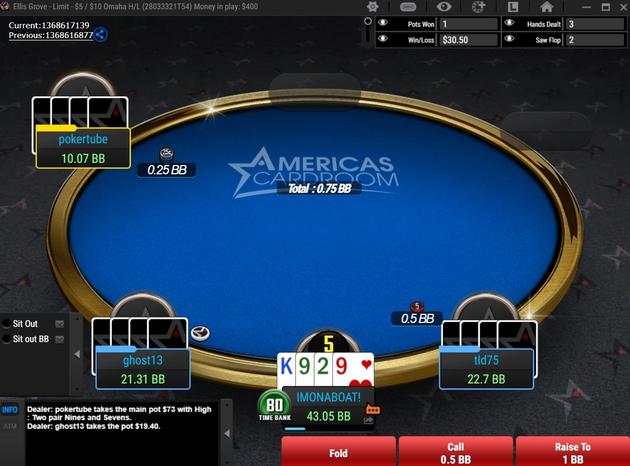 Ellis Grove - Limit - $5 / $10 Omaha H/L (28033321T54) Money in play: $400
Current:1368617139
Previous:1368616877
Pots Won 1
Hands Dealt 3
Win/Loss $30.50
Saw Flop 2
pokertube
10.07 BB
25¢
0.25 BB
AMERICAS
CARDROOM
Total : 0.75 BB
5
0.5 BB
Sit Out
Sit out BB
ghost13
21.31 BB
5
K 9 2 9
tld75
22.7 BB
80
TIME BANK
IMONABOAT!
43.05 BB
INFO
ATM
Dealer: pokertube takes the main pot $73 with High
: Two pair Nines and Sevens.
Dealer: ghost13 takes the pot $19.40.
Fold
Call
0.5 BB
Raise To
1 BB